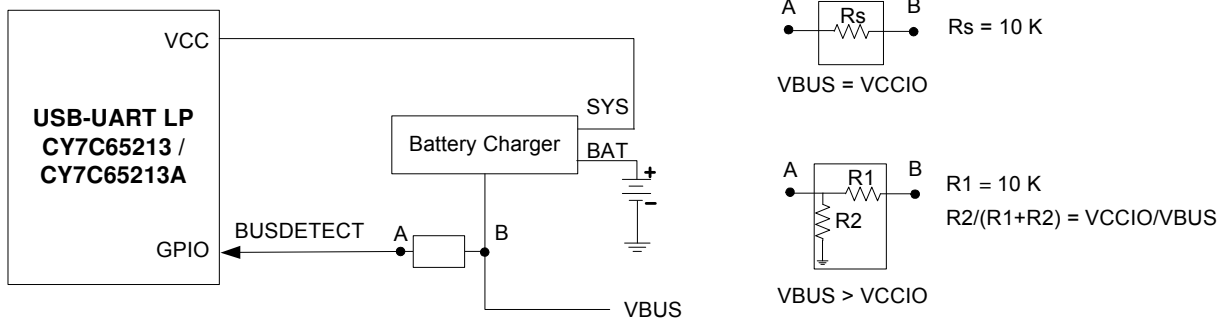 VCC
USB-UART LP
CY7C65213 /
CY7C65213A
GPIO
BUSDETECT
A
B
SYS
Battery Charger
BAT
+
–
VBUS
A
B
Rs
Rs = 10 K
VBUS = VCCIO
A
B
R1
R2
R1 = 10 K
R2/(R1+R2) = VCCIO/VBUS
VBUS > VCCIO